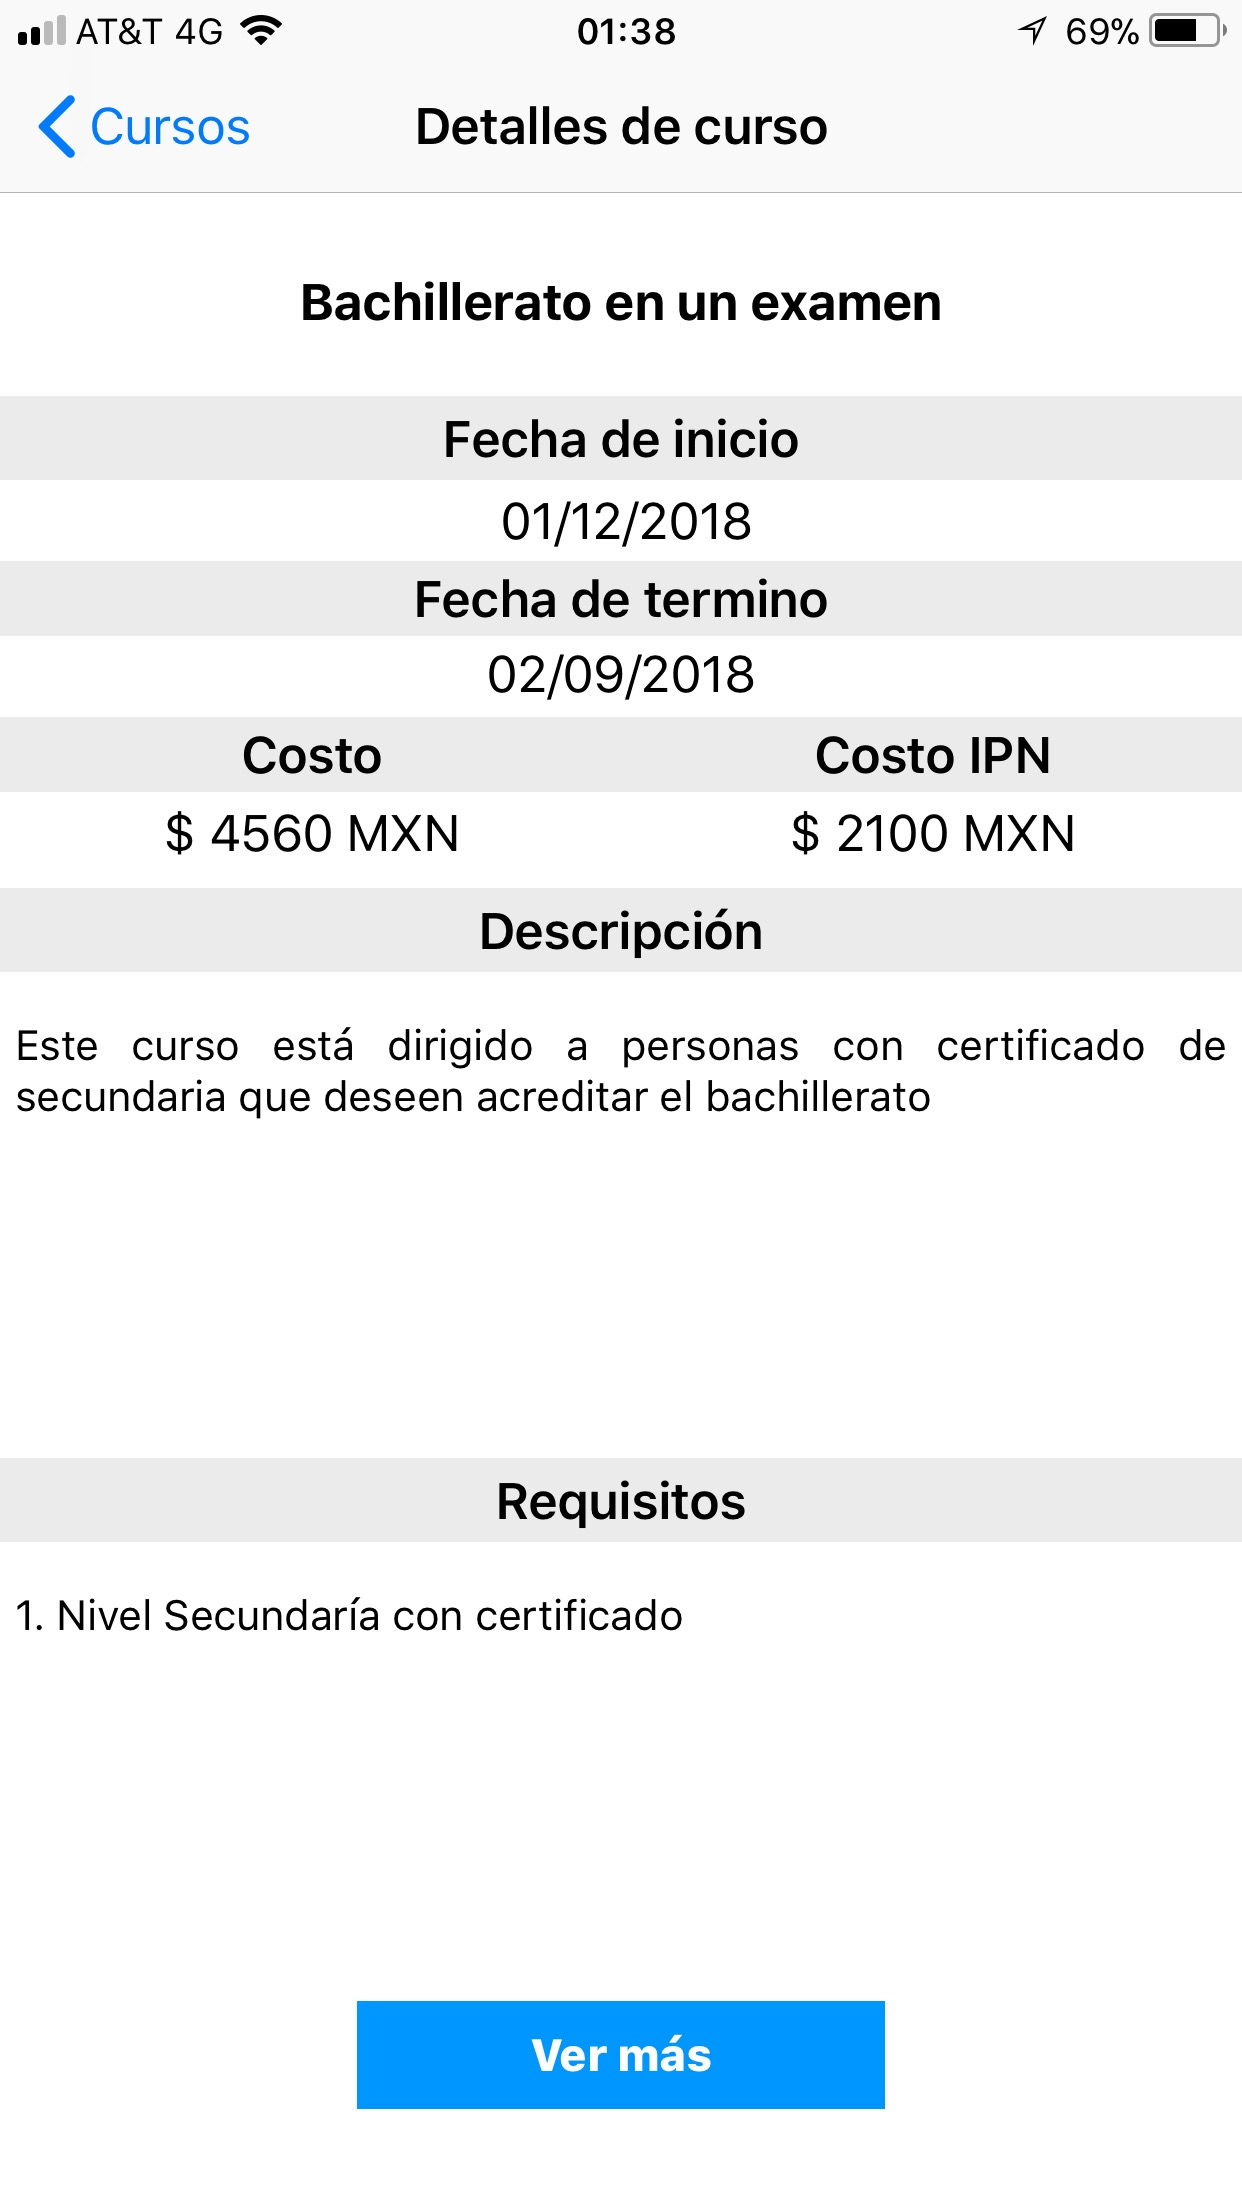 AT&T 4G 01:38 69%
Cursos Detalles de curso
Bachillerato en un examen
Fecha de inicio
01/12/2018
Fecha de termino
02/09/2018
Costo Costo IPN
$ 4560 MXN $ 2100 MXN
Descripción
Este curso está dirigido a personas con certificado de
secundaria que deseen acreditar el bachillerato
Requisitos
1. Nivel Secundaría con certificado
Ver más